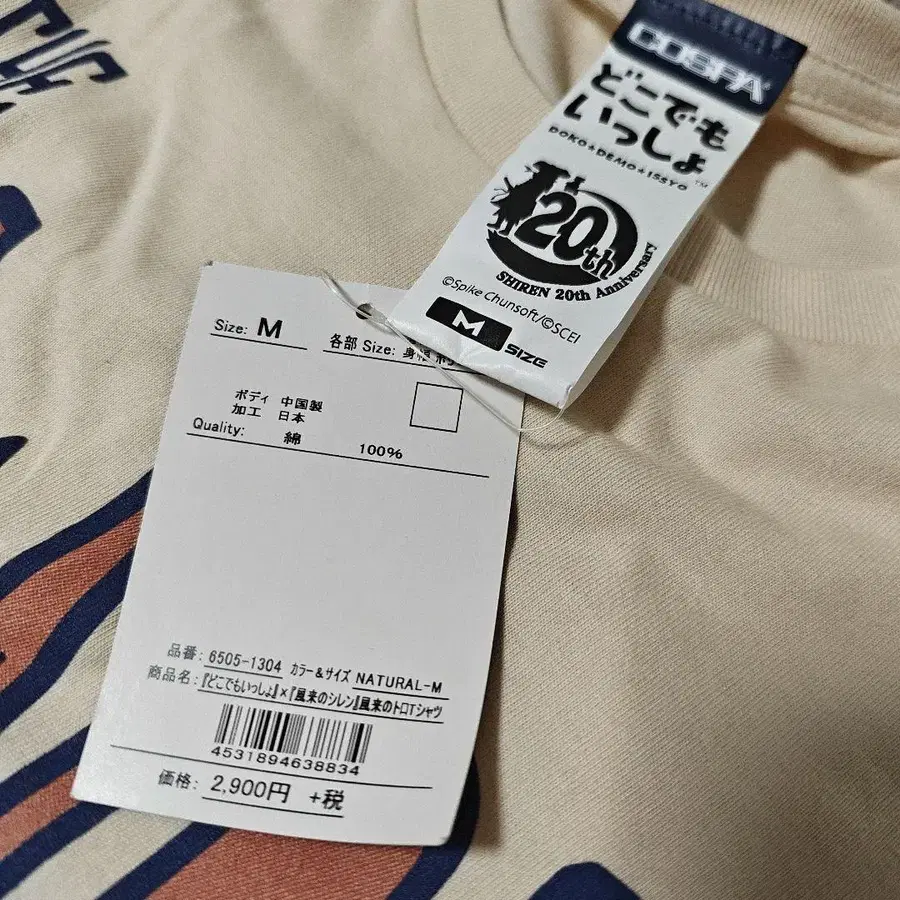 COSPA
どこでも
いっしょ
DOKO+DEMO+ISSYO
TM
20th
SHIREN 20th Anniversary
©Spike Chunsoft/©SCEI
M SIZE
Size: M
各部 Size: 身幅
ボディ 中国製
加工 日本
Quality: 綿 100%
品番: 6505-1304 カラー&サイズ NATURAL-M
商品名: 『どこでもいっしょ』×『風来のシレン』風来のトロTシャツ
4531894638834
価格: 2,900円 +税